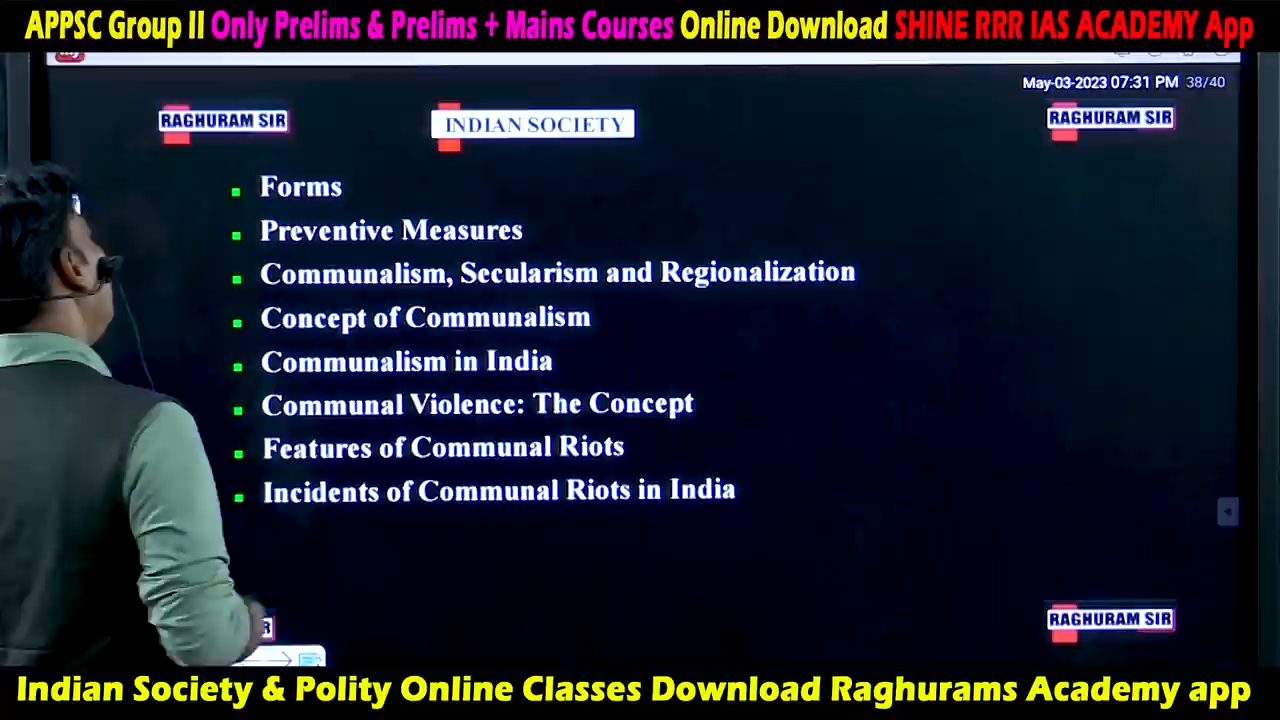 APPSC Group II Only Prelims & Prelims + Mains Courses Online Download SHINE RRR IAS ACADEMY App
May-03-2023 07:31 PM 38/40
RAGHURAM SIR INDIAN SOCIETY RAGHURAM SIR
Forms
Preventive Measures
Communalism, Secularism and Regionalization
Concept of Communalism
Communalism in India
Communal Violence: The Concept
Features of Communal Riots
Incidents of Communal Riots in India
RAGHURAM SIR
Indian Society & Polity Online Classes Download Raghurams Academy app